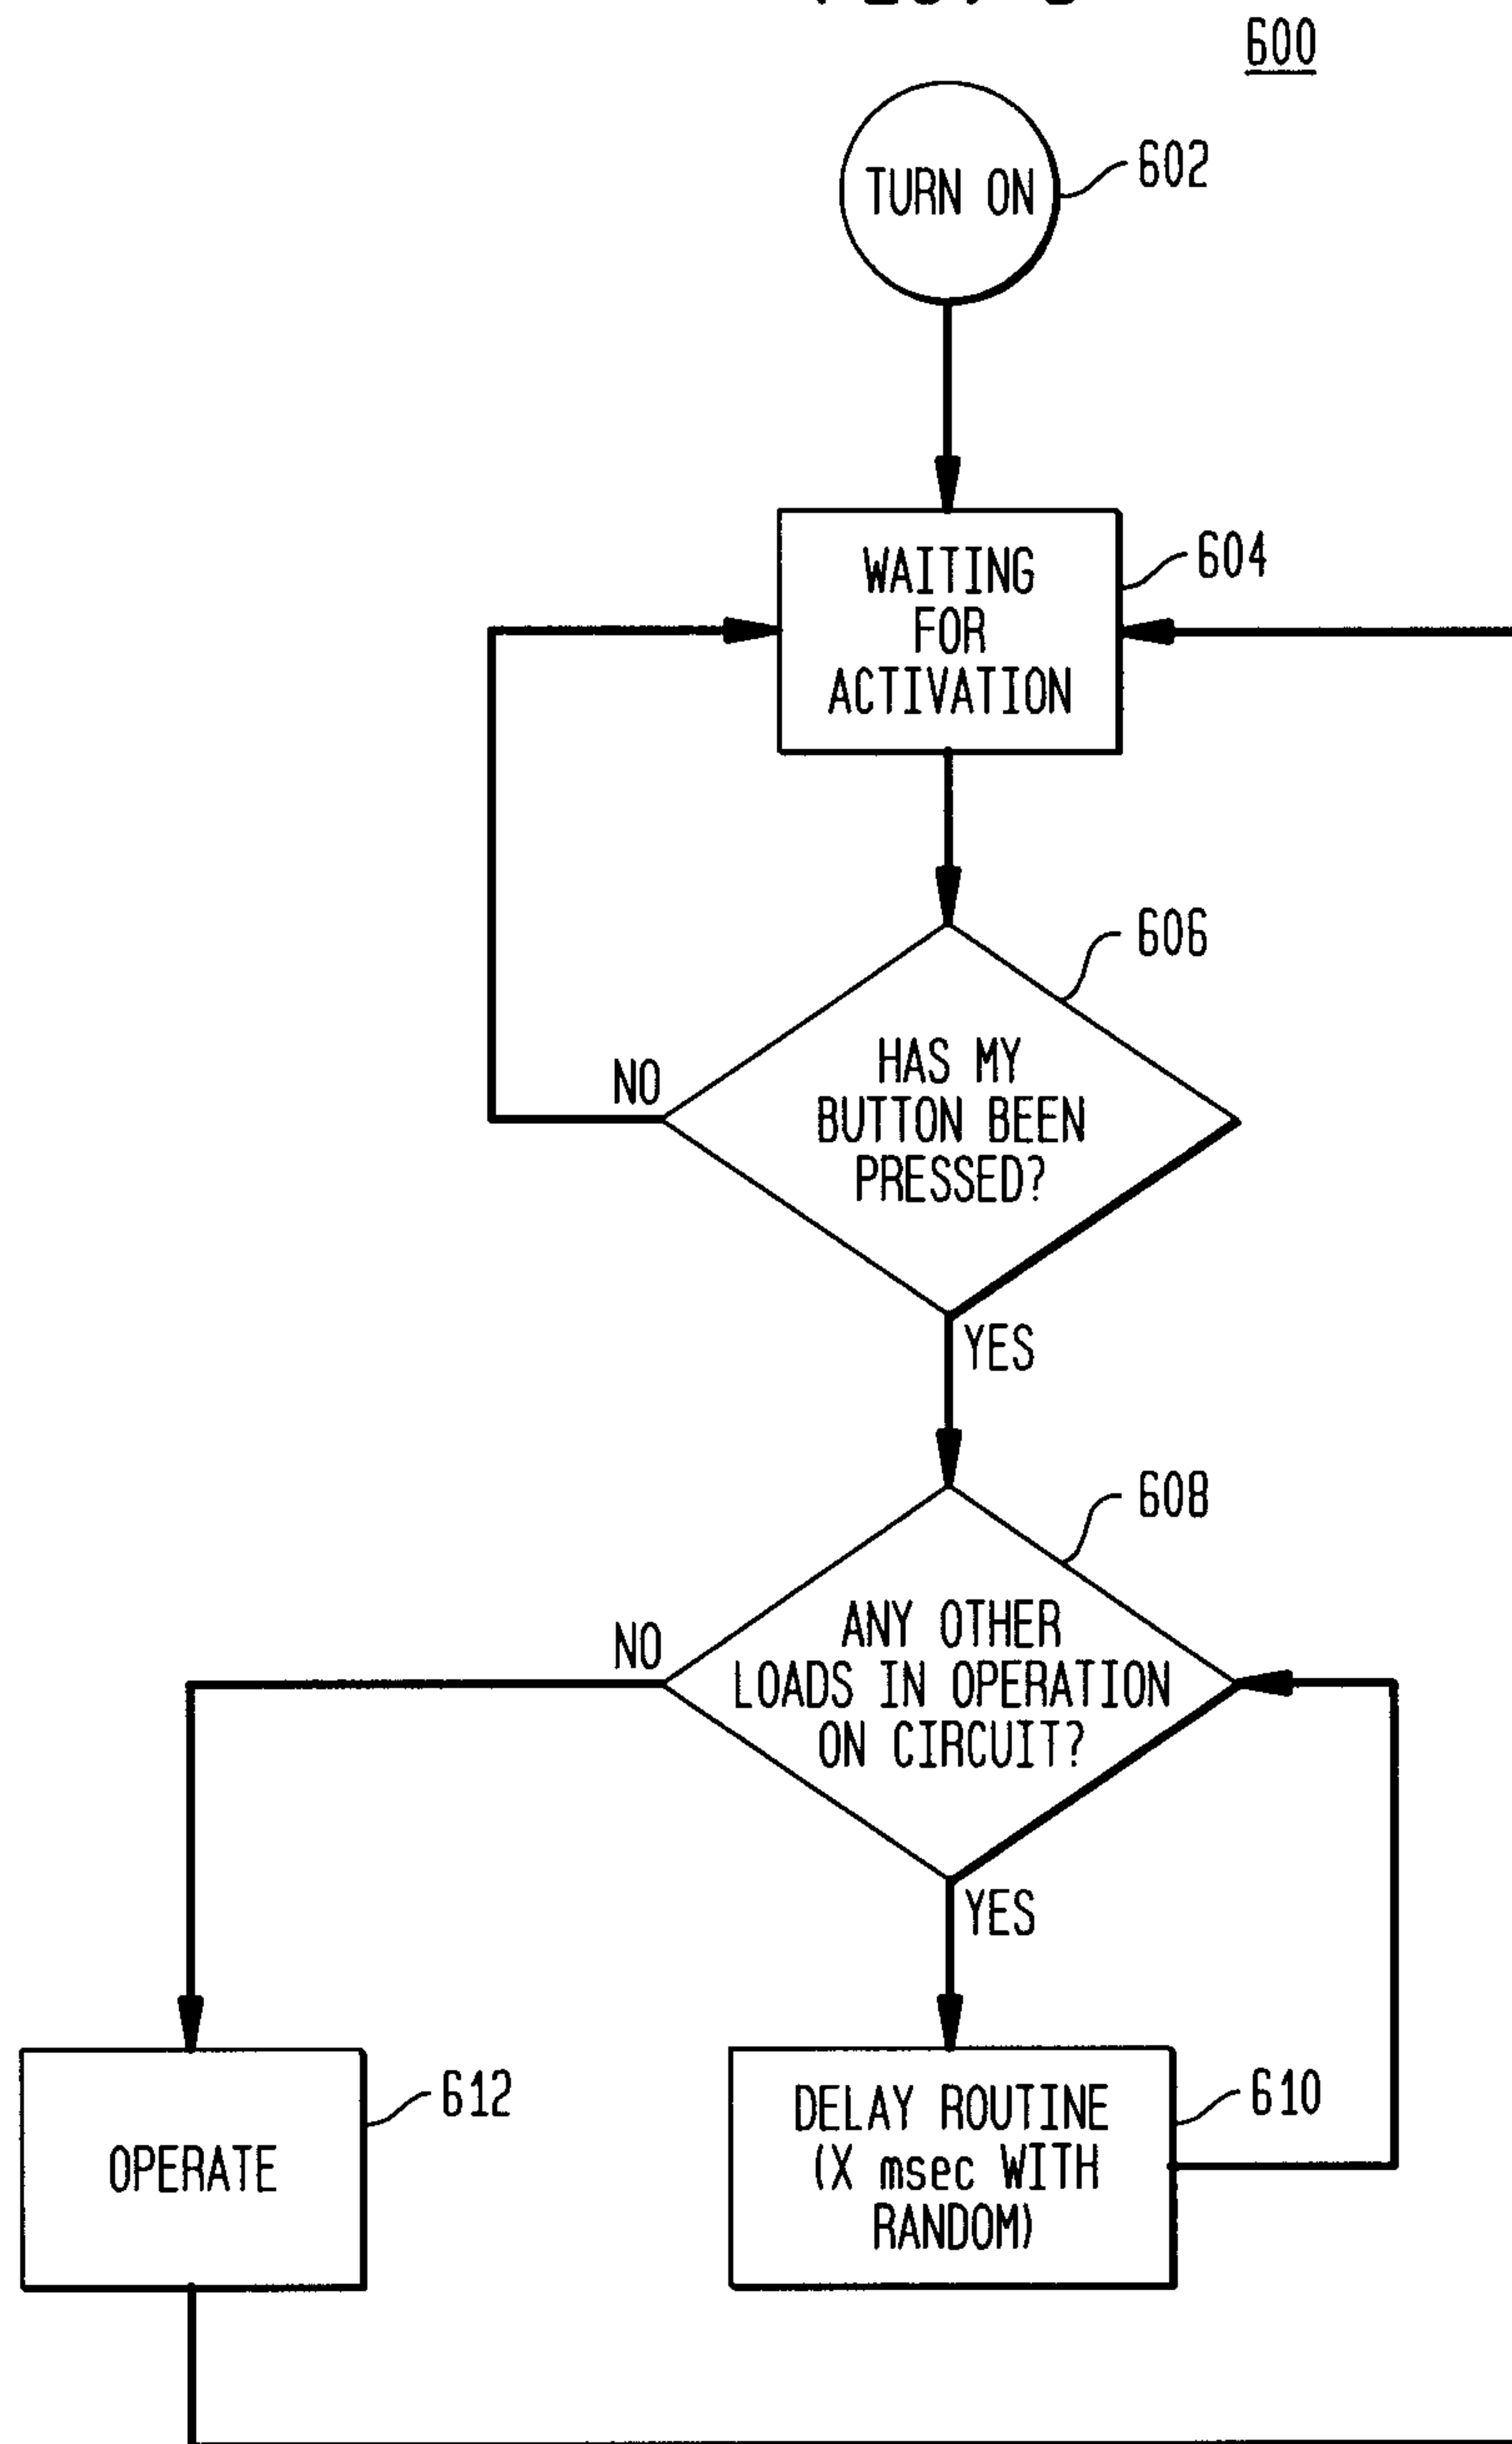 600
TURN ON
602
WAITING
FOR
ACTIVATION
604
606
HAS MY
BUTTON BEEN
PRESSED?
NO
YES
608
ANY OTHER
LOADS IN OPERATION
ON CIRCUIT?
NO
YES
612
OPERATE
610
DELAY ROUTINE
(X msec WITH
RANDOM)